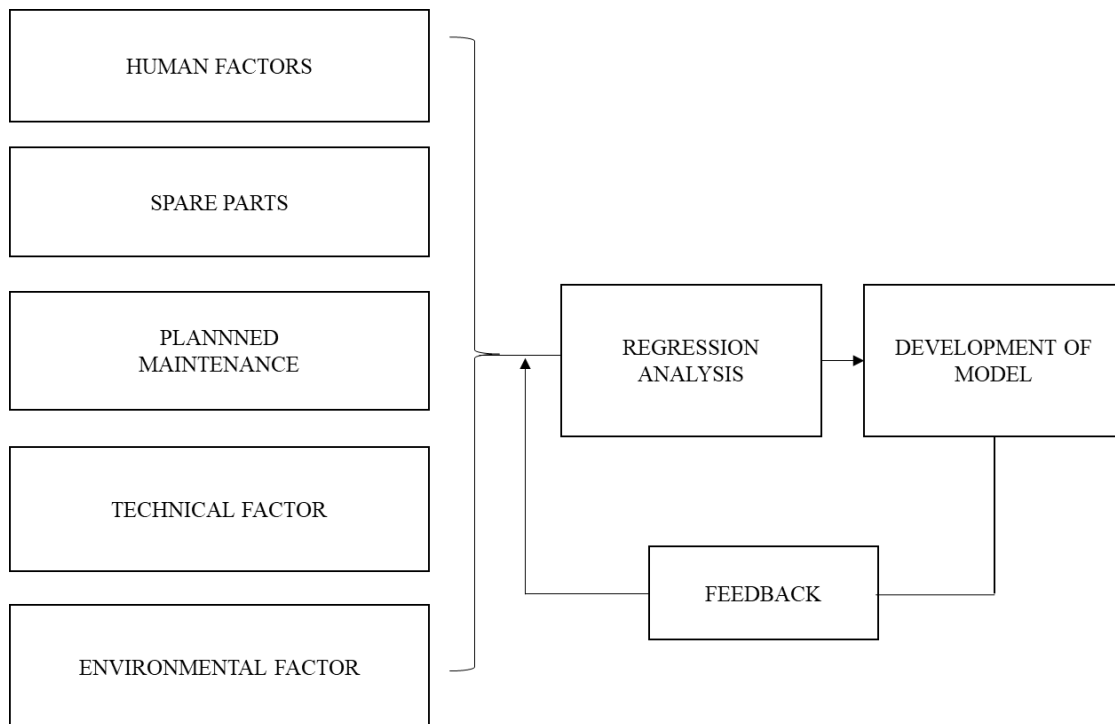 HUMAN FACTORS
SPARE PARTS
PLANNNED
MAINTENANCE
TECHNICAL FACTOR
ENVIRONMENTAL FACTOR
REGRESSION
ANALYSIS
DEVELOPMENT OF
MODEL
FEEDBACK